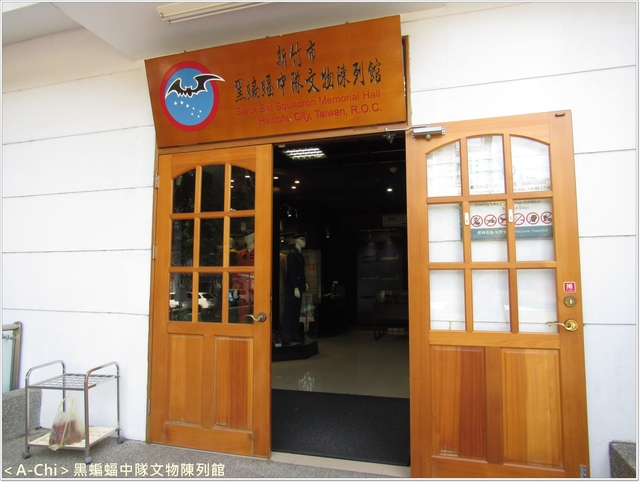 新竹市
黑蝙蝠中隊文物陳列館
Black Bat Squadron Memorial Hall
Hsinchu City, Taiwan, R.O.C.
＜A-Chi＞黑蝙蝠中隊文物陳列館